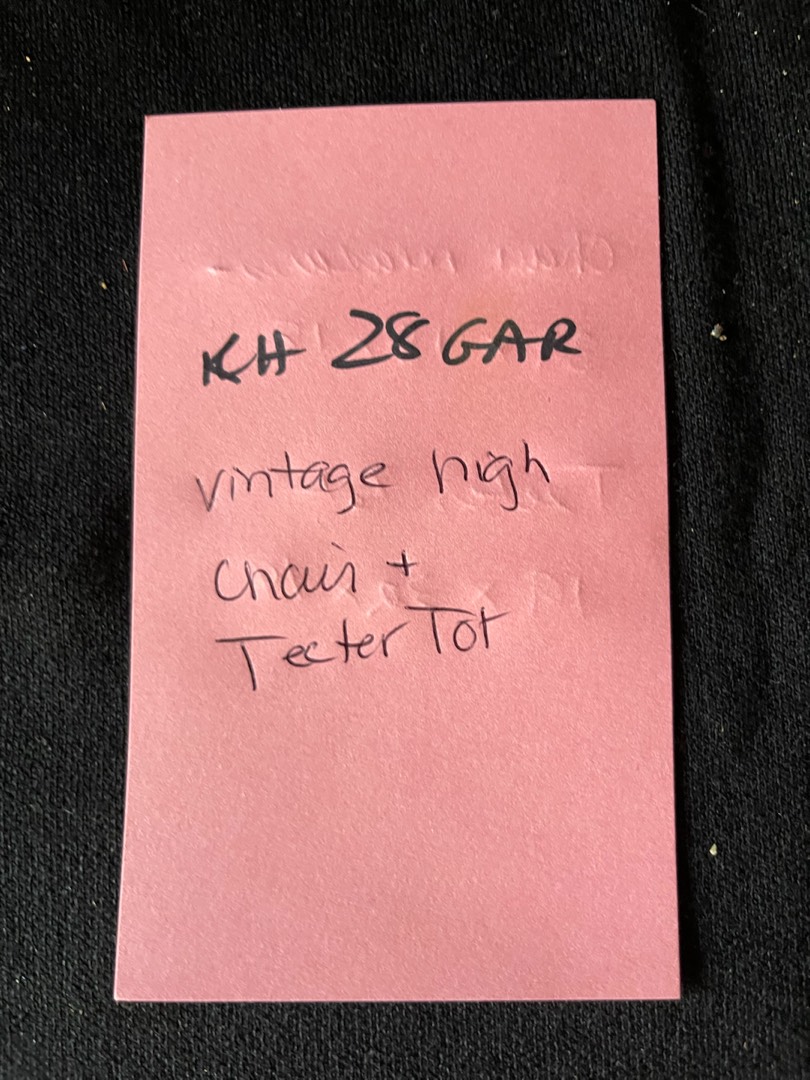 KH 28 GAR
vintage high
chair +
Teeter Tot